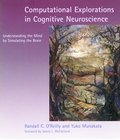 Computational Explorations
in Cognitive Neuroscience
Understanding the Mind
by Simulating the Brain
Randall C. O'Reilly and Yuko Munakata
Foreword by James L. McClelland